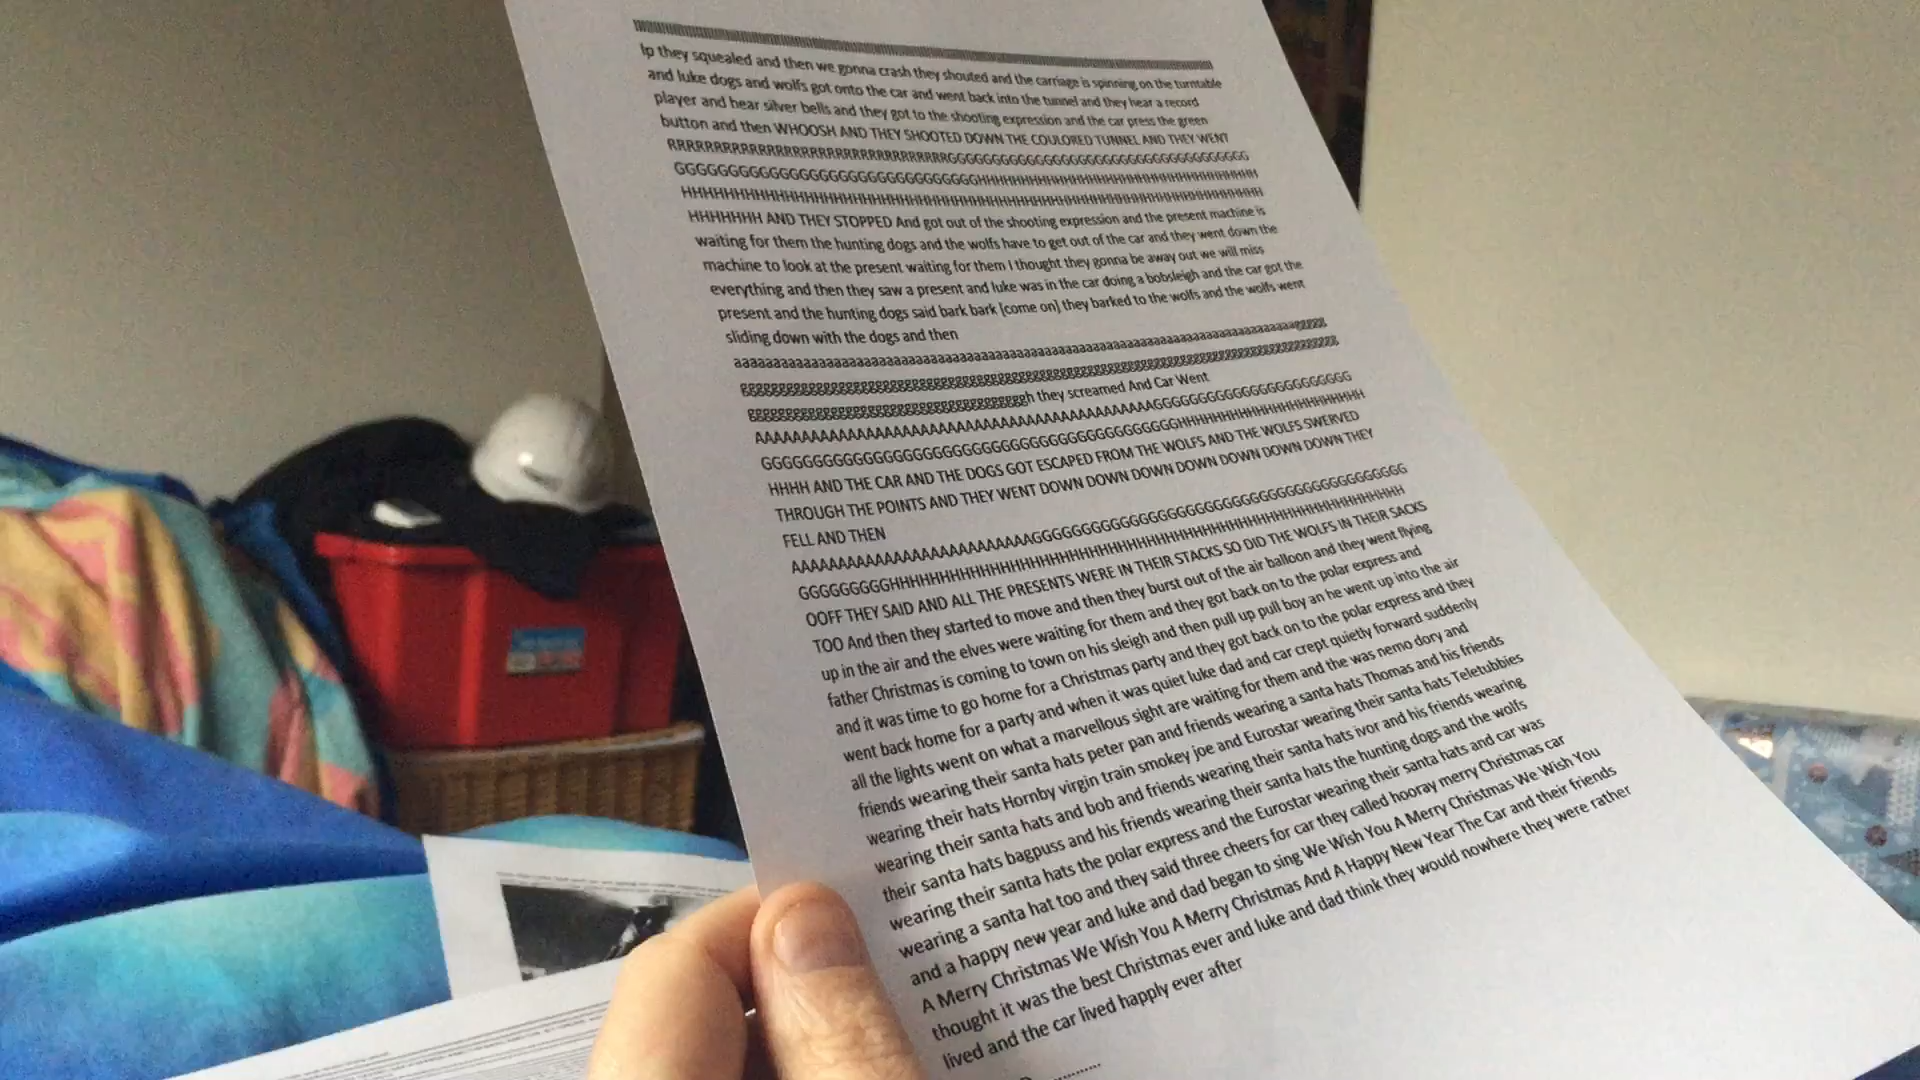 lp they squealed and then we gonna crash they shouted and the carriage is spinning on the turntable
and luke dogs and wolfs got onto the car and went back into the tunnel and they hear a record
player and hear silver bells and they got to the shooting expression and the car press the green
button and then WHOOSH AND THEY SHOOTED DOWN THE COULORED TUNNEL AND THEY WENT
RRRRRRRRRRRRRRRRRRRRRRRRRRRRRRRRRGGGGGGGGGGGGGGGGGGGGGGGGGGGGGGGGGG
GGGGGGGGGGGGGGGGGGGGGGGGGGGGGGGGGHHHHHHHHHHHHHHHHHHHHHHHHHHHHHHH
HHHHHHHHHHHHHHHHHHHHHHHHHHHHHHHHHHHHHHHHHHHHHHHHHHHHHHHHHHHHHHH
HHHHHHH AND THEY STOPPED And got out of the shooting expression and the present machine is
waiting for them the hunting dogs and the wolfs have to get out of the car and they went down the
machine to look at the present waiting for them I thought they gonna be away out we will miss
everything and then they saw a present and luke was in the car doing a bobsleigh and the car got the
present and the hunting dogs said bark bark [come on] they barked to the wolfs and the wolfs went
sliding down with the dogs and then
aaaaaaaaaaaaaaaaaaaaaaaaaaaaaaaaaaaaaaaaaaaaaaaaaaaaaaaaaaaaaaaaaaaaaaaaaaggggg
gggggggggggggggggggggggggggggggggggggggggggggggggggggggggggggggggggggggggggggg
ggggggggggggggggggggggggggggggggggggh they screamed And Car Went
AAAAAAAAAAAAAAAAAAAAAAAAAAAAAAAAAAAAAAAGGGGGGGGGGGGGGGGGGGG
GGGGGGGGGGGGGGGGGGGGGGGGGGGGGGGGGGGGGGGGHHHHHHHHHHHHHHHHHHH
HHHH AND THE CAR AND THE DOGS GOT ESCAPED FROM THE WOLFS AND THE WOLFS SWERVED
THROUGH THE POINTS AND THEY WENT DOWN DOWN DOWN DOWN DOWN DOWN DOWN THEY
FELL AND THEN
AAAAAAAAAAAAAAAAAAAAAAAAGGGGGGGGGGGGGGGGGGGGGGGGGGGGGGGGGGGG
GGGGGGGGGHHHHHHHHHHHHHHHHHHHHHHHHHHHHHHHHHHHHHHHHHHHHHHHHH
OOFF THEY SAID AND ALL THE PRESENTS WERE IN THEIR STACKS SO DID THE WOLFS IN THEIR SACKS
TOO And then they started to move and then they burst out of the air balloon and they went flying
up in the air and the elves were waiting for them and they got back on to the polar express and
father Christmas is coming to town on his sleigh and then pull up pull boy an he went up into the air
and it was time to go home for a Christmas party and they got back on to the polar express and they
went back home for a party and when it was quiet luke dad and car crept quietly forward suddenly
all the lights went on what a marvellous sight are waiting for them and the was nemo dory and
friends wearing their santa hats peter pan and friends wearing a santa hats Thomas and his friends
wearing their hats Hornby virgin train smokey joe and Eurostar wearing their santa hats Teletubbies
wearing their santa hats and bob and friends wearing their santa hats ivor and his friends wearing
their santa hats bagpuss and his friends wearing their santa hats the hunting dogs and the wolfs
wearing their santa hats the polar express and the Eurostar wearing their santa hats and car was
wearing a santa hat too and they said three cheers for car they called hooray merry Christmas car
and a happy new year and luke and dad began to sing We Wish You A Merry Christmas We Wish You
A Merry Christmas We Wish You A Merry Christmas And A Happy New Year The Car and their friends
thought it was the best Christmas ever and luke and dad think they would nowhere they were rather
lived and the car lived happly ever after